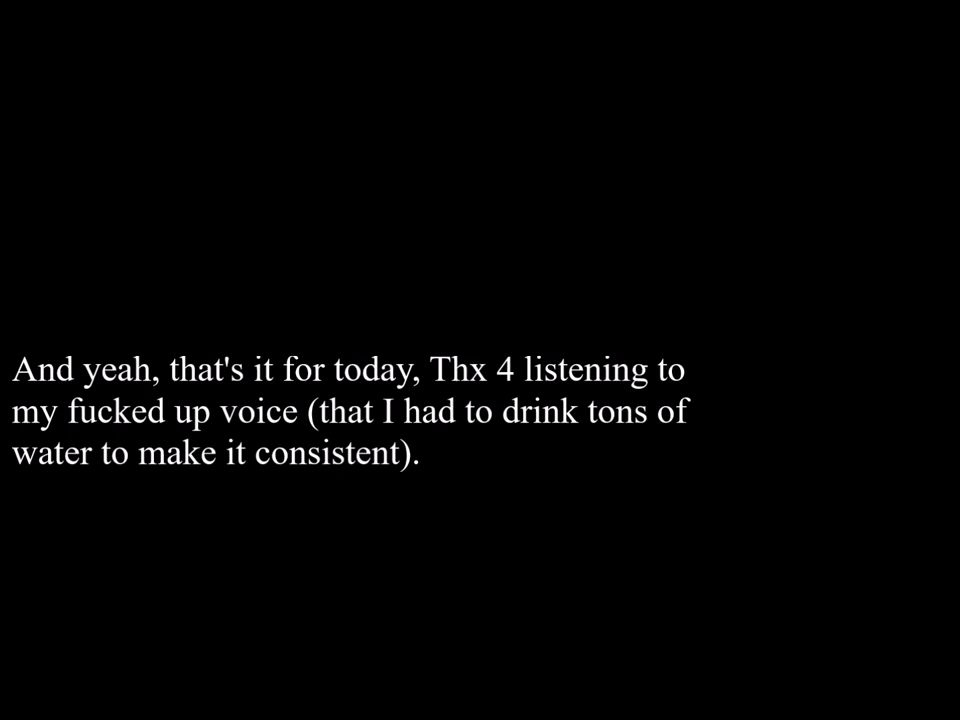 And yeah, that's it for today, Thx 4 listening to
my fucked up voice (that I had to drink tons of
water to make it consistent).